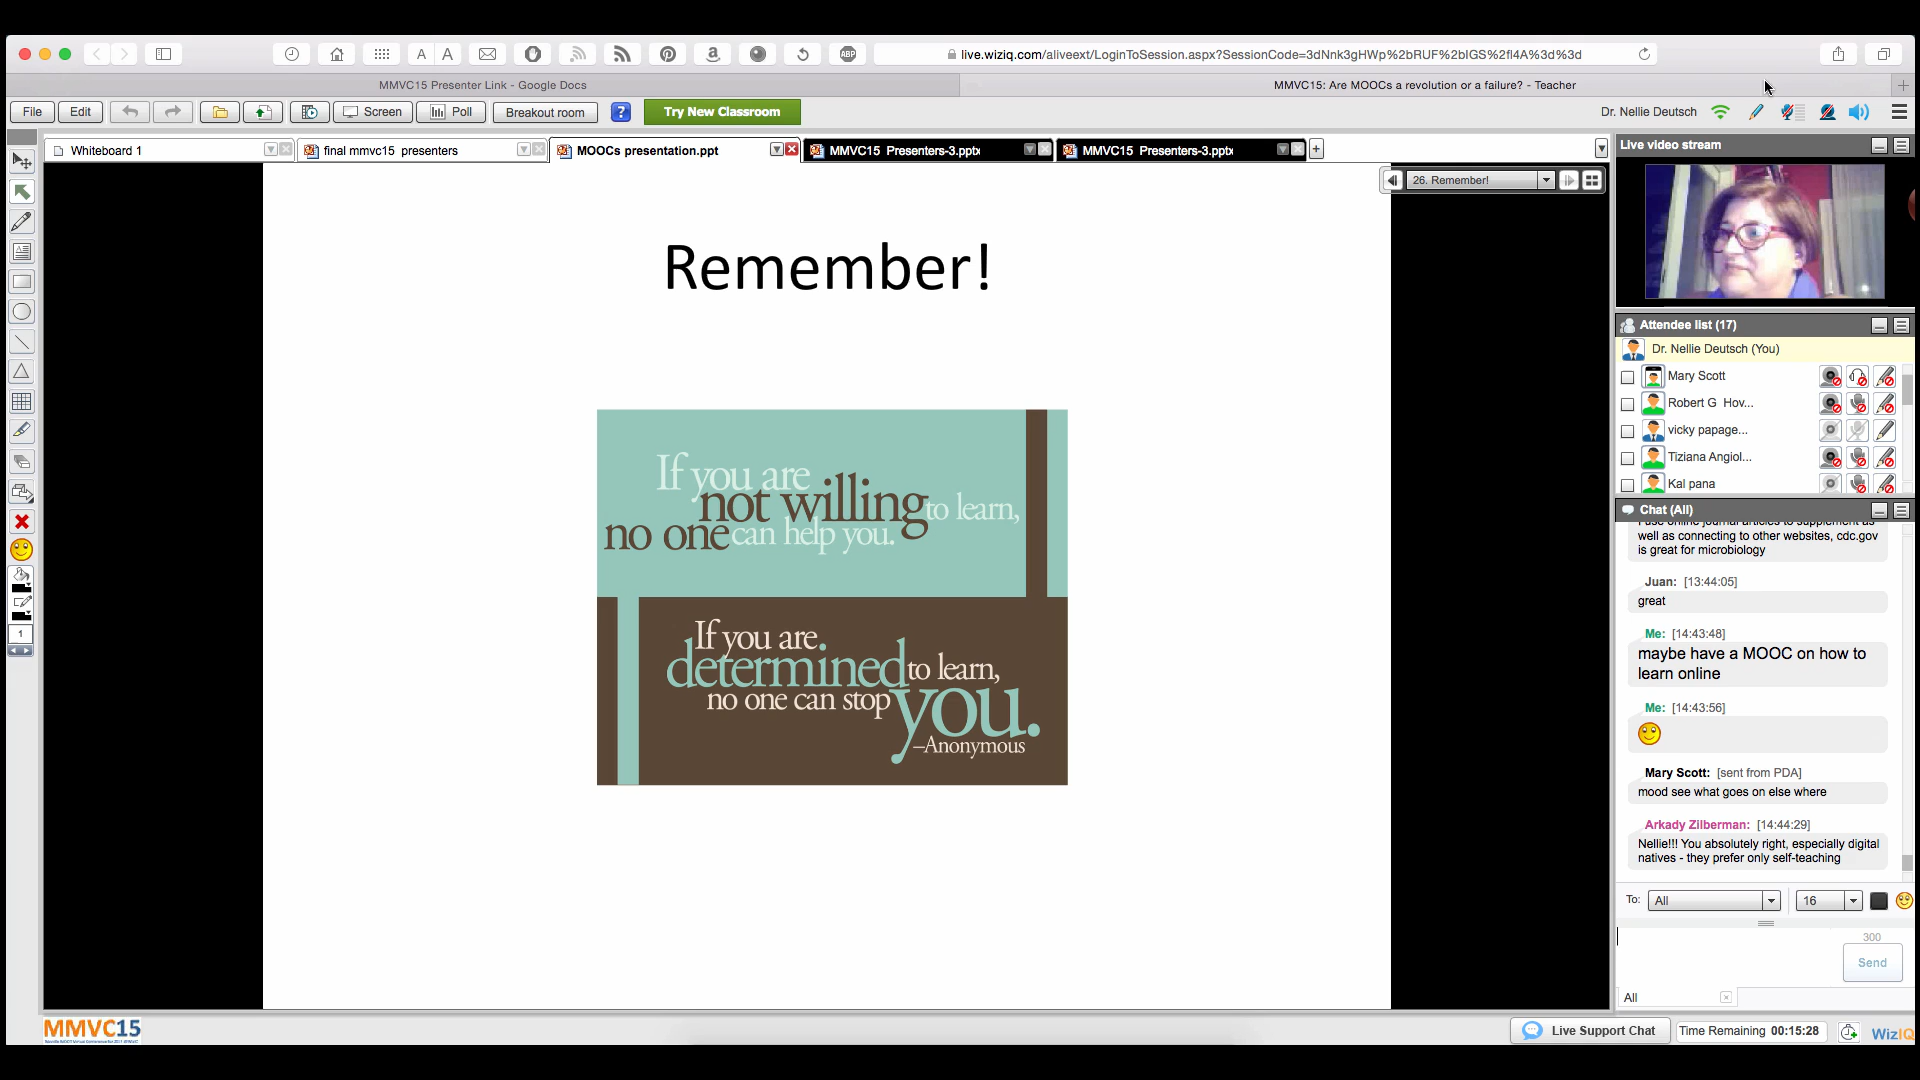 A A ABP
live.wiziq.com/aliveext/LoginToSession.aspx?SessionCode=3dNnk3gHWp%2bRUF%2bIGS%2fl4A%3d%3d
MMVC15 Presenter Link - Google Docs
MMVC15: Are MOOCs a revolution or a failure? - Teacher
File Edit Screen Poll Breakout room ? Try New Classroom
Dr. Nellie Deutsch
Whiteboard 1
final mmvc15 presenters
MOOCs presentation.ppt
MMVC15 Presenters-3.pptx
MMVC15 Presenters-3.pptx
26. Remember!
Remember!
If you are
not willing to learn,
no one can help you.
If you are
determined to learn,
no one can stop you.
–Anonymous
1
Live video stream
Attendee list (17)
Dr. Nellie Deutsch (You)
Mary Scott
Robert G Hov...
vicky papage...
Tiziana Angiol...
Kal pana
Chat (All)
I use online journal articles to supplement as
well as connecting to other websites, cdc.gov
is great for microbiology
Juan: [13:44:05]
great
Me: [14:43:48]
maybe have a MOOC on how to
learn online
Me: [14:43:56]
Mary Scott: [sent from PDA]
mood see what goes on else where
Arkady Zilberman: [14:44:29]
Nellie!!! You absolutely right, especially digital
natives - they prefer only self-teaching
To: All 16
300
Send
All
MMVC15
Live Support Chat
Time Remaining 00:15:28
WizIQ